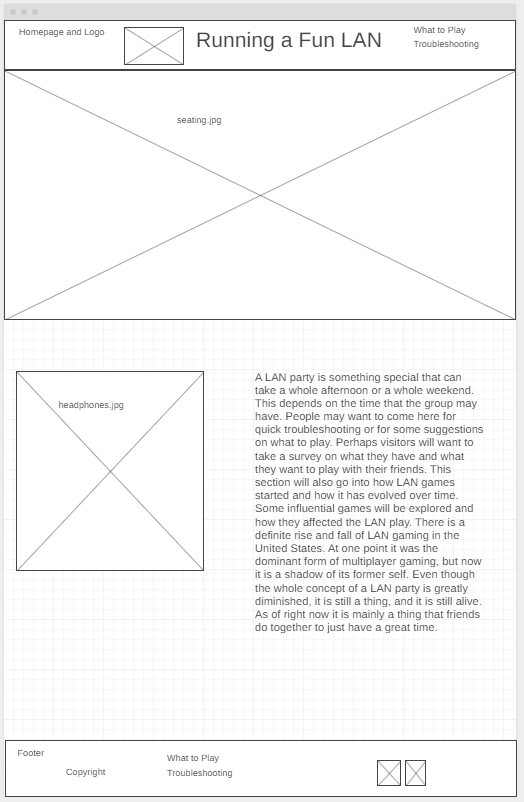 Homepage and Logo
Running a Fun LAN
What to Play
Troubleshooting
seating.jpg
headphones.jpg
A LAN party is something special that can
take a whole afternoon or a whole weekend.
This depends on the time that the group may
have. People may want to come here for
quick troubleshooting or for some suggestions
on what to play. Perhaps visitors will want to
take a survey on what they have and what
they want to play with their friends. This
section will also go into how LAN games
started and how it has evolved over time.
Some influential games will be explored and
how they affected the LAN play. There is a
definite rise and fall of LAN gaming in the
United States. At one point it was the
dominant form of multiplayer gaming, but now
it is a shadow of its former self. Even though
the whole concept of a LAN party is greatly
diminished, it is still a thing, and it is still alive.
As of right now it is mainly a thing that friends
do together to just have a great time.
Footer
Copyright
What to Play
Troubleshooting